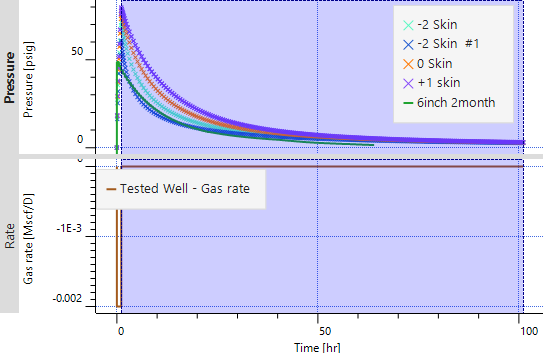 -2 Skin
-2 Skin #1
0 Skin
+1 skin
6inch 2month
Pressure
Pressure [psig]
50
0
0
Tested Well - Gas rate
Rate
Gas rate [Mscf/D]
-1E-3
-0.002
0
50
100
Time [hr]